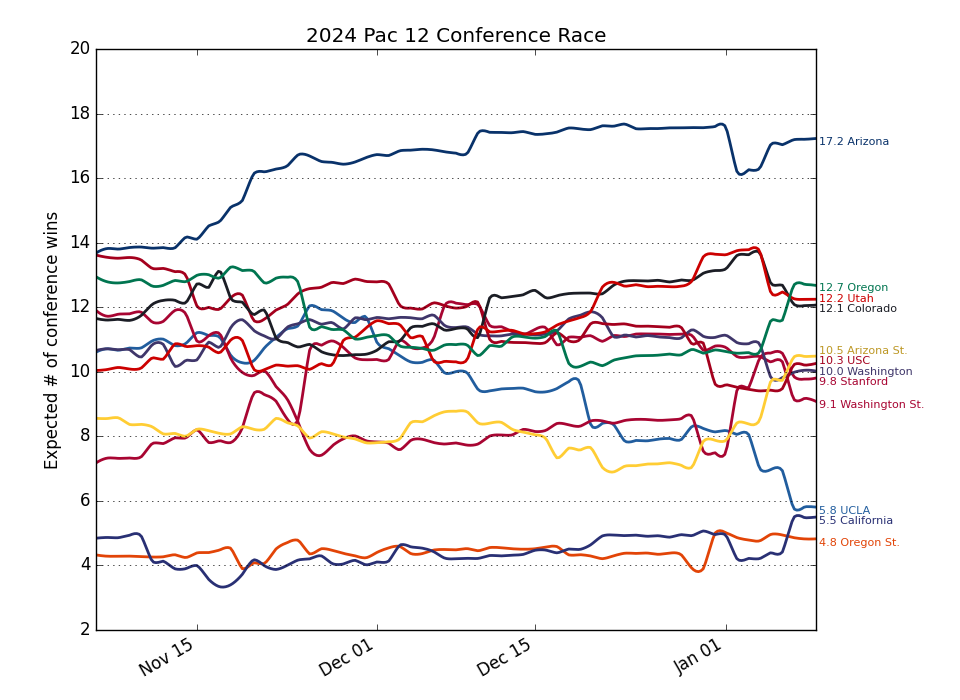 2024 Pac 12 Conference Race
Expected # of conference wins
20
18
16
14
12
10
8
6
4
2
Nov 15
Dec 01
Dec 15
Jan 01
17.2 Arizona
12.7 Oregon
12.2 Utah
12.1 Colorado
10.5 Arizona St.
10.3 USC
10.0 Washington
9.8 Stanford
9.1 Washington St.
5.8 UCLA
5.5 California
4.8 Oregon St.